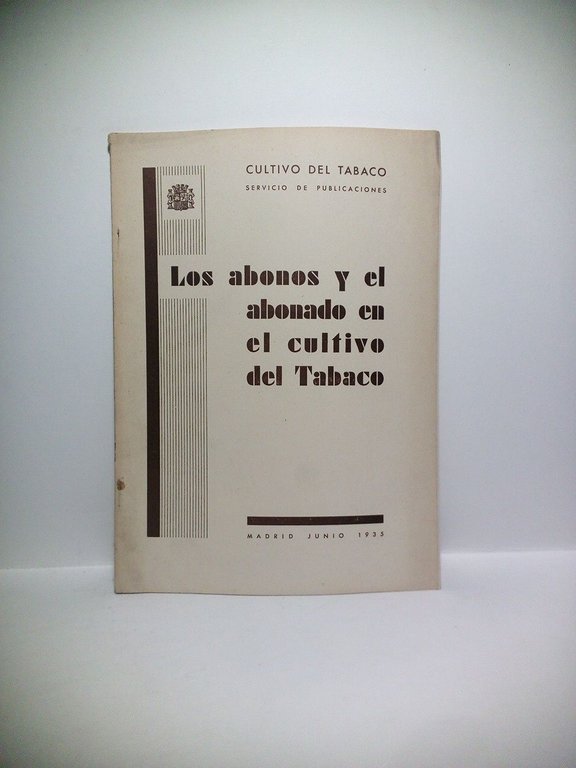 CULTIVO DEL TABACO
SERVICIO DE PUBLICACIONES
Los abonos y el
abonado en
el cultivo
del Tabaco
MADRID JUNIO 1935